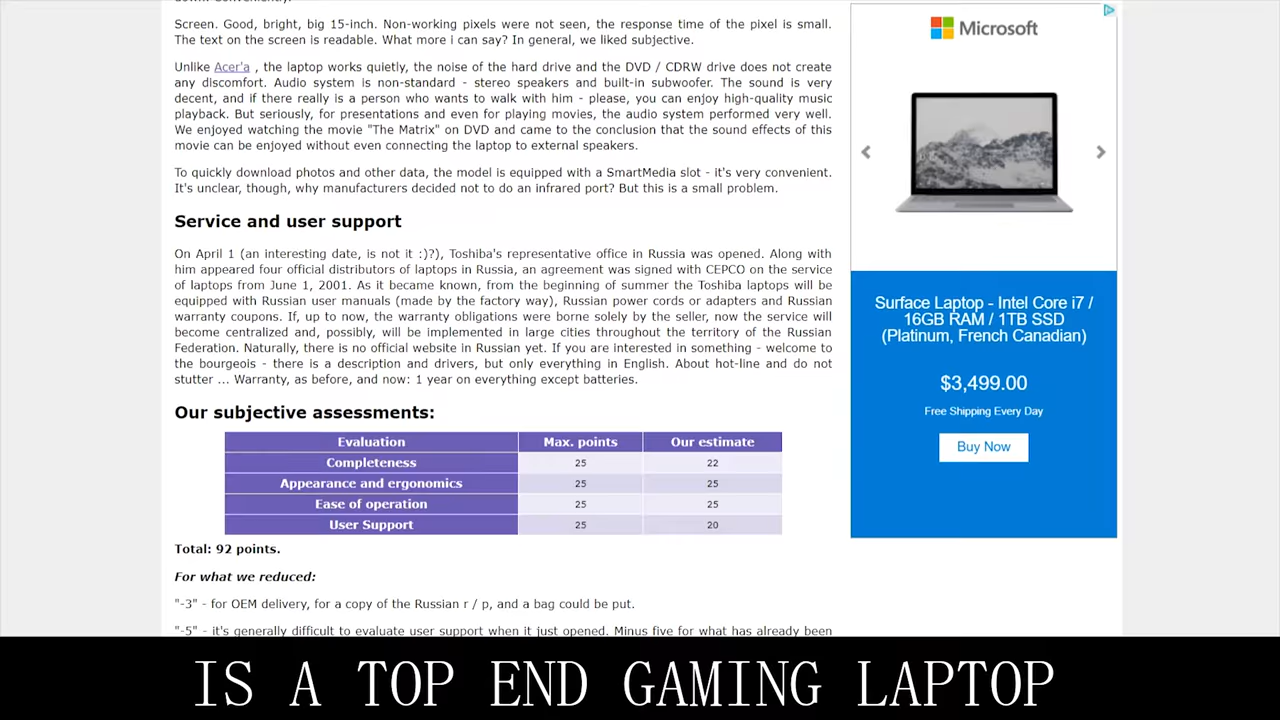 Screen. Good, bright, big 15-inch. Non-working pixels were not seen, the response time of the pixel is small.
The text on the screen is readable. What more i can say? In general, we liked subjective.
Unlike Acer'a , the laptop works quietly, the noise of the hard drive and the DVD / CDRW drive does not create
any discomfort. Audio system is non-standard - stereo speakers and built-in subwoofer. The sound is very
decent, and if there really is a person who wants to walk with him - please, you can enjoy high-quality music
playback. But seriously, for presentations and even for playing movies, the audio system performed very well.
We enjoyed watching the movie "The Matrix" on DVD and came to the conclusion that the sound effects of this
movie can be enjoyed without even connecting the laptop to external speakers.
To quickly download photos and other data, the model is equipped with a SmartMedia slot - it's very convenient.
It's unclear, though, why manufacturers decided not to do an infrared port? But this is a small problem.
Service and user support
On April 1 (an interesting date, is not it :)?), Toshiba's representative office in Russia was opened. Along with
him appeared four official distributors of laptops in Russia, an agreement was signed with CEPCO on the service
of laptops from June 1, 2001. As it became known, from the beginning of summer the Toshiba laptops will be
equipped with Russian user manuals (made by the factory way), Russian power cords or adapters and Russian
warranty coupons. If, up to now, the warranty obligations were borne solely by the seller, now the service will
become centralized and, possibly, will be implemented in large cities throughout the territory of the Russian
Federation. Naturally, there is no official website in Russian yet. If you are interested in something - welcome to
the bourgeois - there is a description and drivers, but only everything in English. About hot-line and do not
stutter ... Warranty, as before, and now: 1 year on everything except batteries.
Our subjective assessments:
Evaluation Max. points Our estimate
Completeness 25 22
Appearance and ergonomics 25 25
Ease of operation 25 25
User Support 25 20
Total: 92 points.
For what we reduced:
"-3" - for OEM delivery, for a copy of the Russian r / p, and a bag could be put.
"-5" - it's generally difficult to evaluate user support when it just opened. Minus five for what has already been
Microsoft
Surface Laptop - Intel Core i7 /
16GB RAM / 1TB SSD
(Platinum, French Canadian)
$3,499.00
Free Shipping Every Day
Buy Now
IS A TOP END GAMING LAPTOP